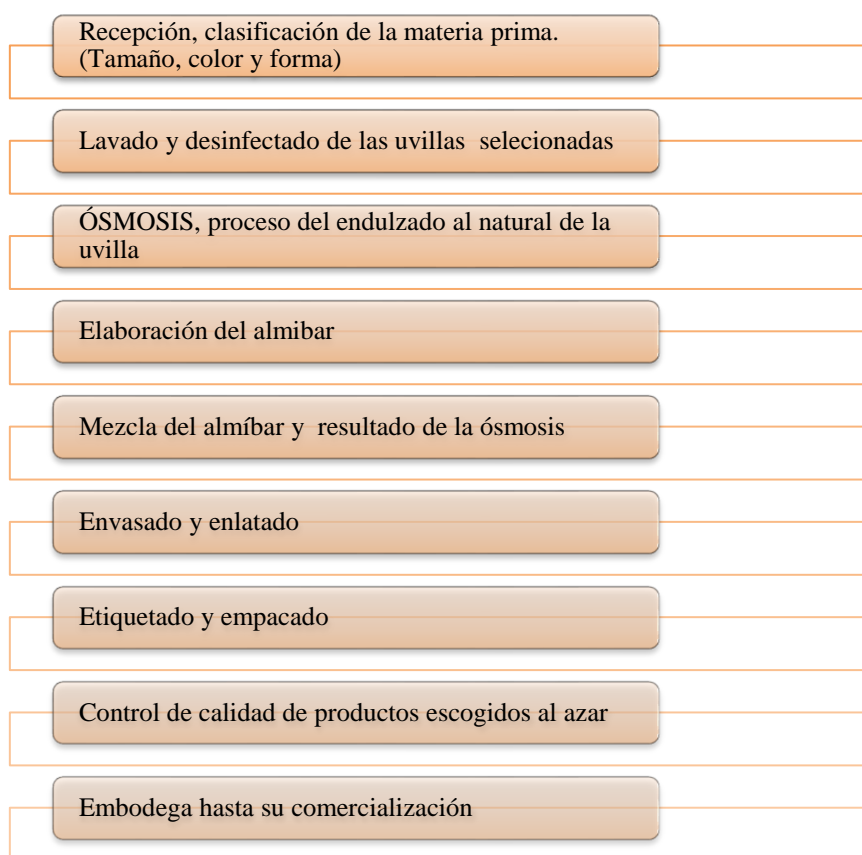 Recepción, clasificación de la materia prima.
(Tamaño, color y forma)
Lavado y desinfectado de las uvillas  selecionadas
ÓSMOSIS, proceso del endulzado al natural de la
uvilla
Elaboración del almibar
Mezcla del almíbar y  resultado de la ósmosis
Envasado y enlatado
Etiquetado y empacado
Control de calidad de productos escogidos al azar
Embodega hasta su comercialización